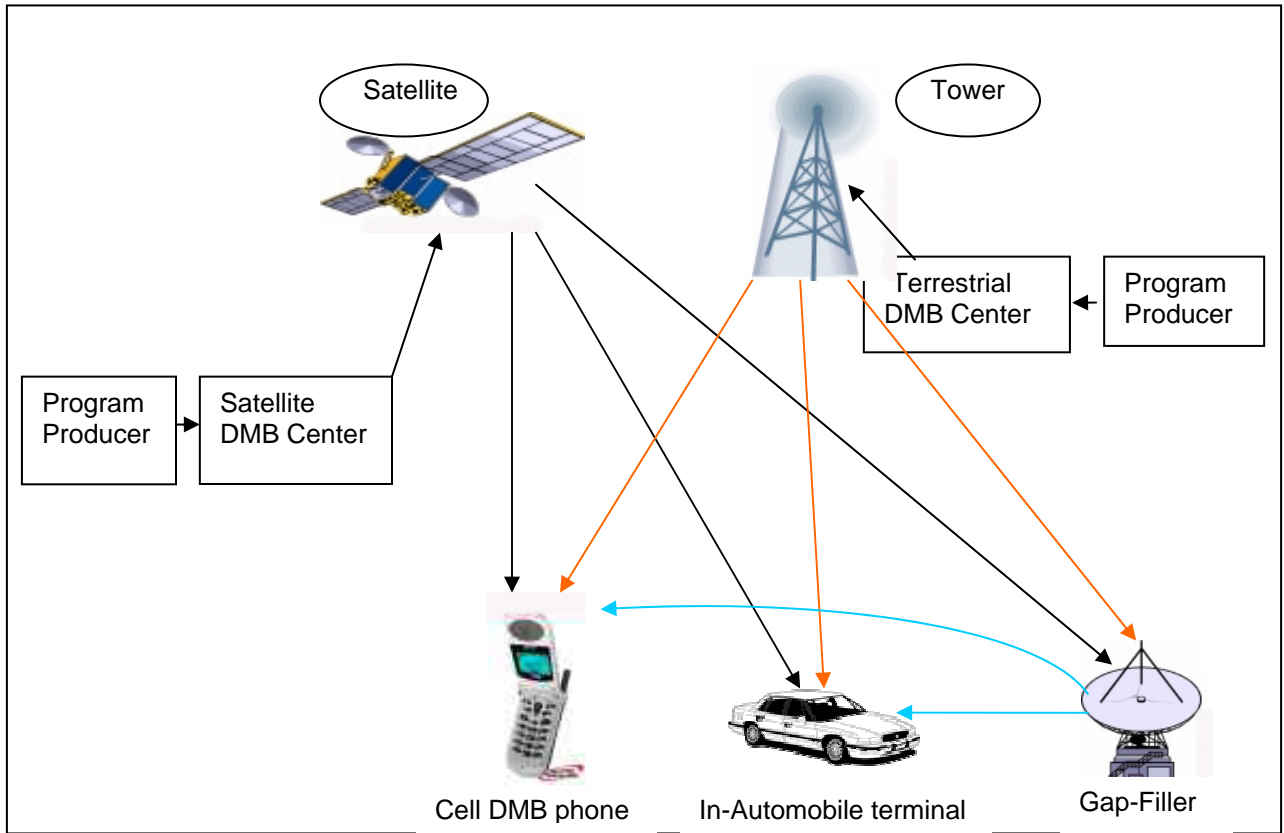 Satellite
Tower
Terrestrial
DMB Center
Program
Producer
Program
Producer
Satellite
DMB Center
Cell DMB phone
In-Automobile terminal
Gap-Filler